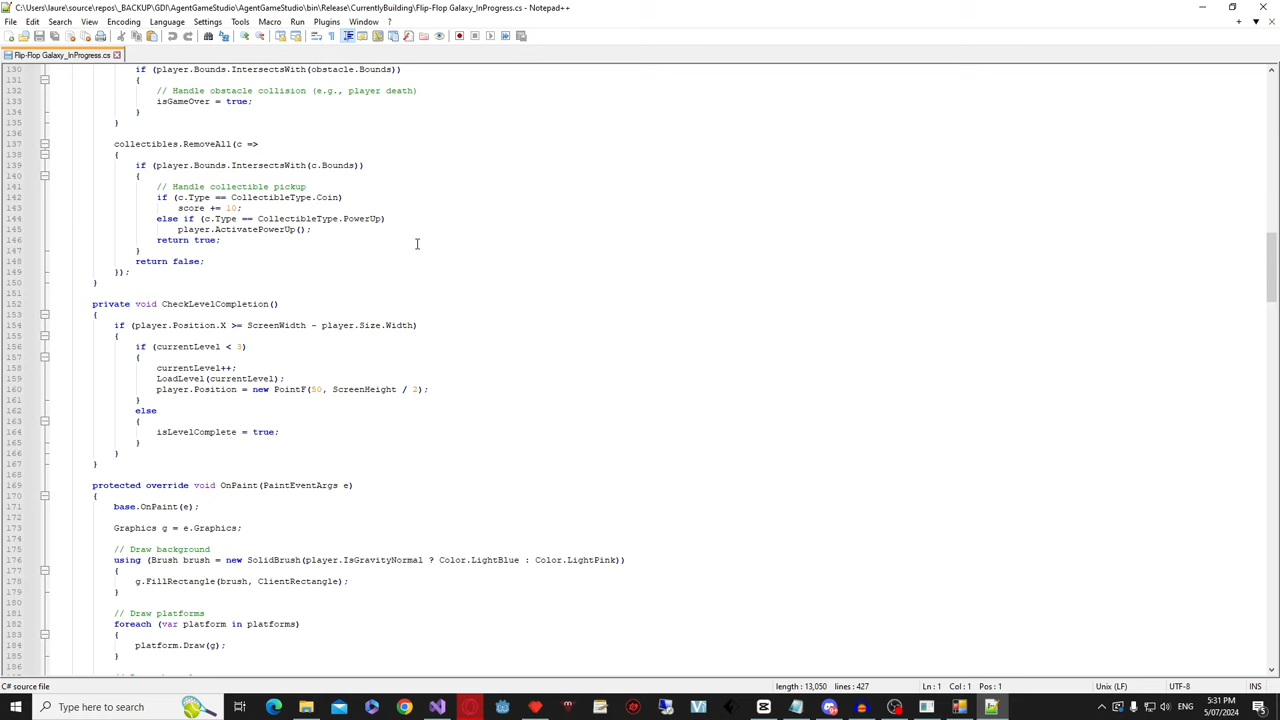 C:\Users\laure\source\repos\_BACKUP\GDI\AgentGameStudio\AgentGameStudio\bin\Release\CurrentlyBuilding\Flip-Flop Galaxy_InProgress.cs - Notepad++
File Edit Search View Encoding Language Settings Tools Macro Run Plugins Window ?
Flip-Flop Galaxy_InProgress.cs
130 if (player.Bounds.IntersectsWith(obstacle.Bounds))
131 {
132 // Handle obstacle collision (e.g., player death)
133 isGameOver = true;
134 }
135 }
136
137 collectibles.RemoveAll(c =>
138 {
139 if (player.Bounds.IntersectsWith(c.Bounds))
140 {
141 // Handle collectible pickup
142 if (c.Type == CollectibleType.Coin)
143 score += 10;
144 else if (c.Type == CollectibleType.PowerUp)
145 player.ActivatePowerUp();
146 return true;
147 }
148 return false;
149 });
150 }
151
152 private void CheckLevelCompletion()
153 {
154 if (player.Position.X >= ScreenWidth - player.Size.Width)
155 {
156 if (currentLevel < 3)
157 {
158 currentLevel++;
159 LoadLevel(currentLevel);
160 player.Position = new PointF(50, ScreenHeight / 2);
161 }
162 else
163 {
164 isLevelComplete = true;
165 }
166 }
167 }
168
169 protected override void OnPaint(PaintEventArgs e)
170 {
171 base.OnPaint(e);
172
173 Graphics g = e.Graphics;
174
175 // Draw background
176 using (Brush brush = new SolidBrush(player.IsGravityNormal ? Color.LightBlue : Color.LightPink))
177 {
178 g.FillRectangle(brush, ClientRectangle);
179 }
180
181 // Draw platforms
182 foreach (var platform in platforms)
183 {
184 platform.Draw(g);
185 }
186
C# source file length : 13,050 lines : 427 Ln : 1 Col : 1 Pos : 1 Unix (LF) UTF-8 INS
Type here to search
ENG 5:31 PM
5/07/2024